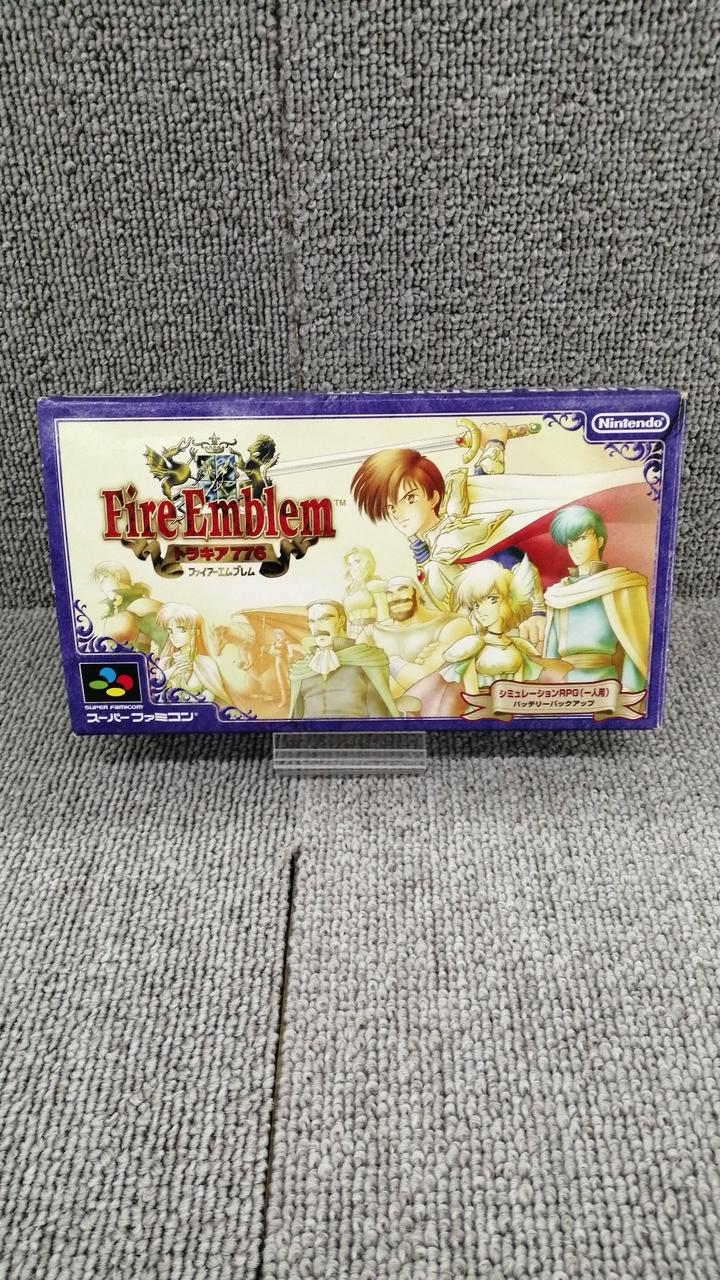 Nintendo
Fire Emblem™
トラキア776
ファイアーエムブレム
シミュレーションRPG(一人用)
バッテリーバックアップ
SUPER FAMICOM
スーパーファミコン®